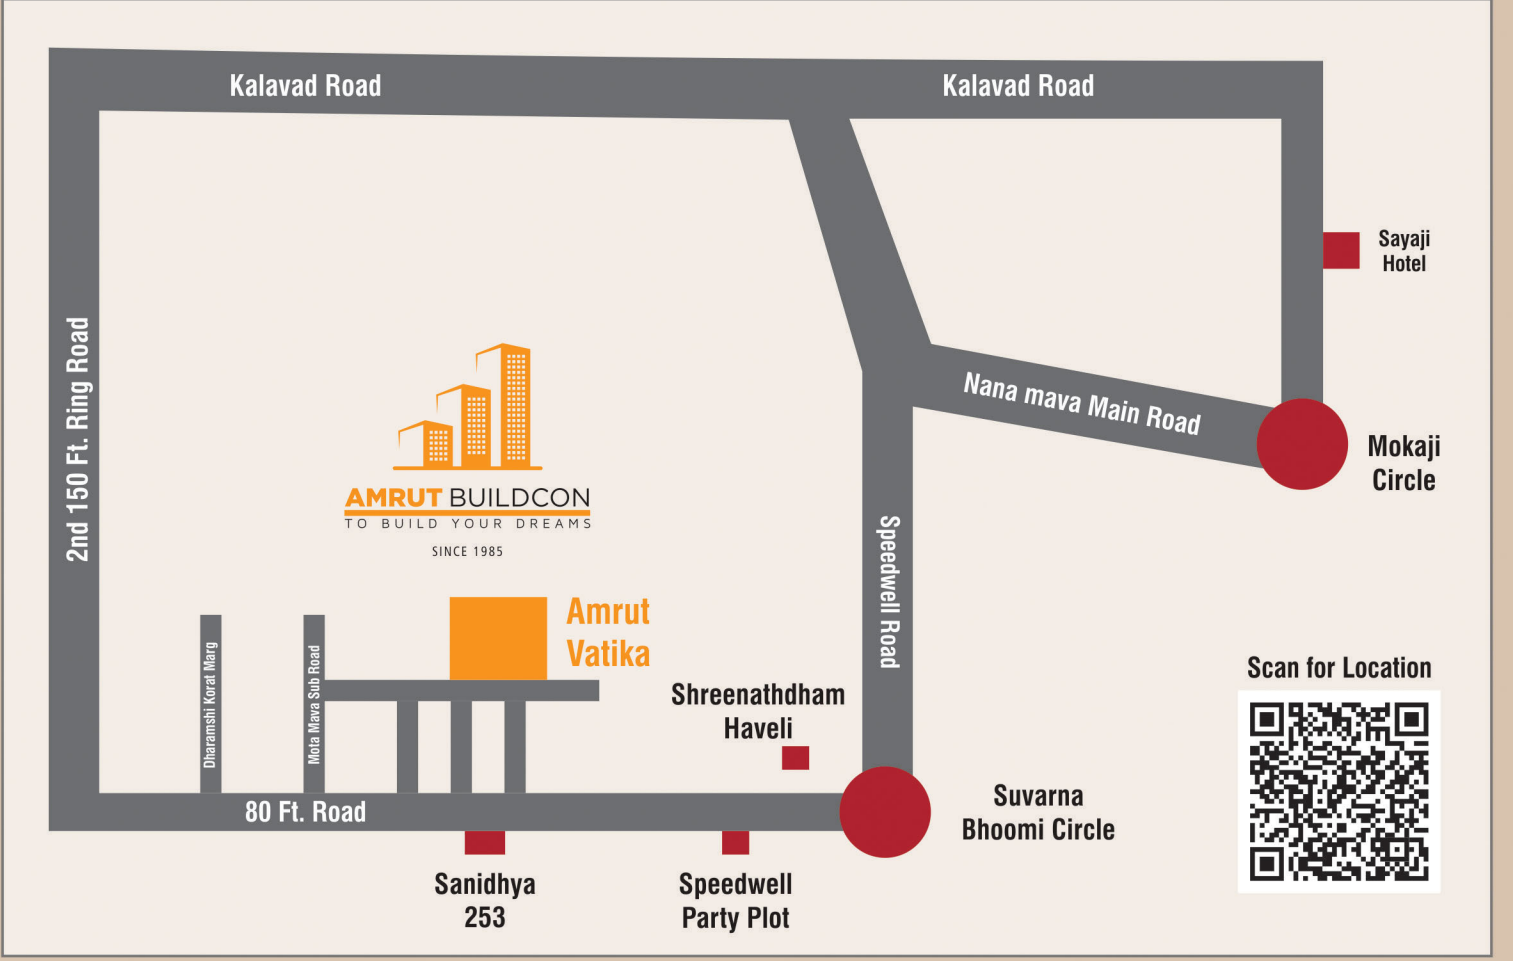 Kalavad Road
Kalavad Road
Sayaji
Hotel
2nd 150 Ft. Ring Road
Nana mava Main Road
Mokaji
Circle
AMRUT BUILDCON
TO BUILD YOUR DREAMS
SINCE 1985
Speedwell Road
Amrut
Vatika
Dharamshi Korat Marg
Mota Mava Sub Road
Shreenathdham
Haveli
Scan for Location
80 Ft. Road
Suvarna
Bhoomi Circle
Sanidhya
253
Speedwell
Party Plot